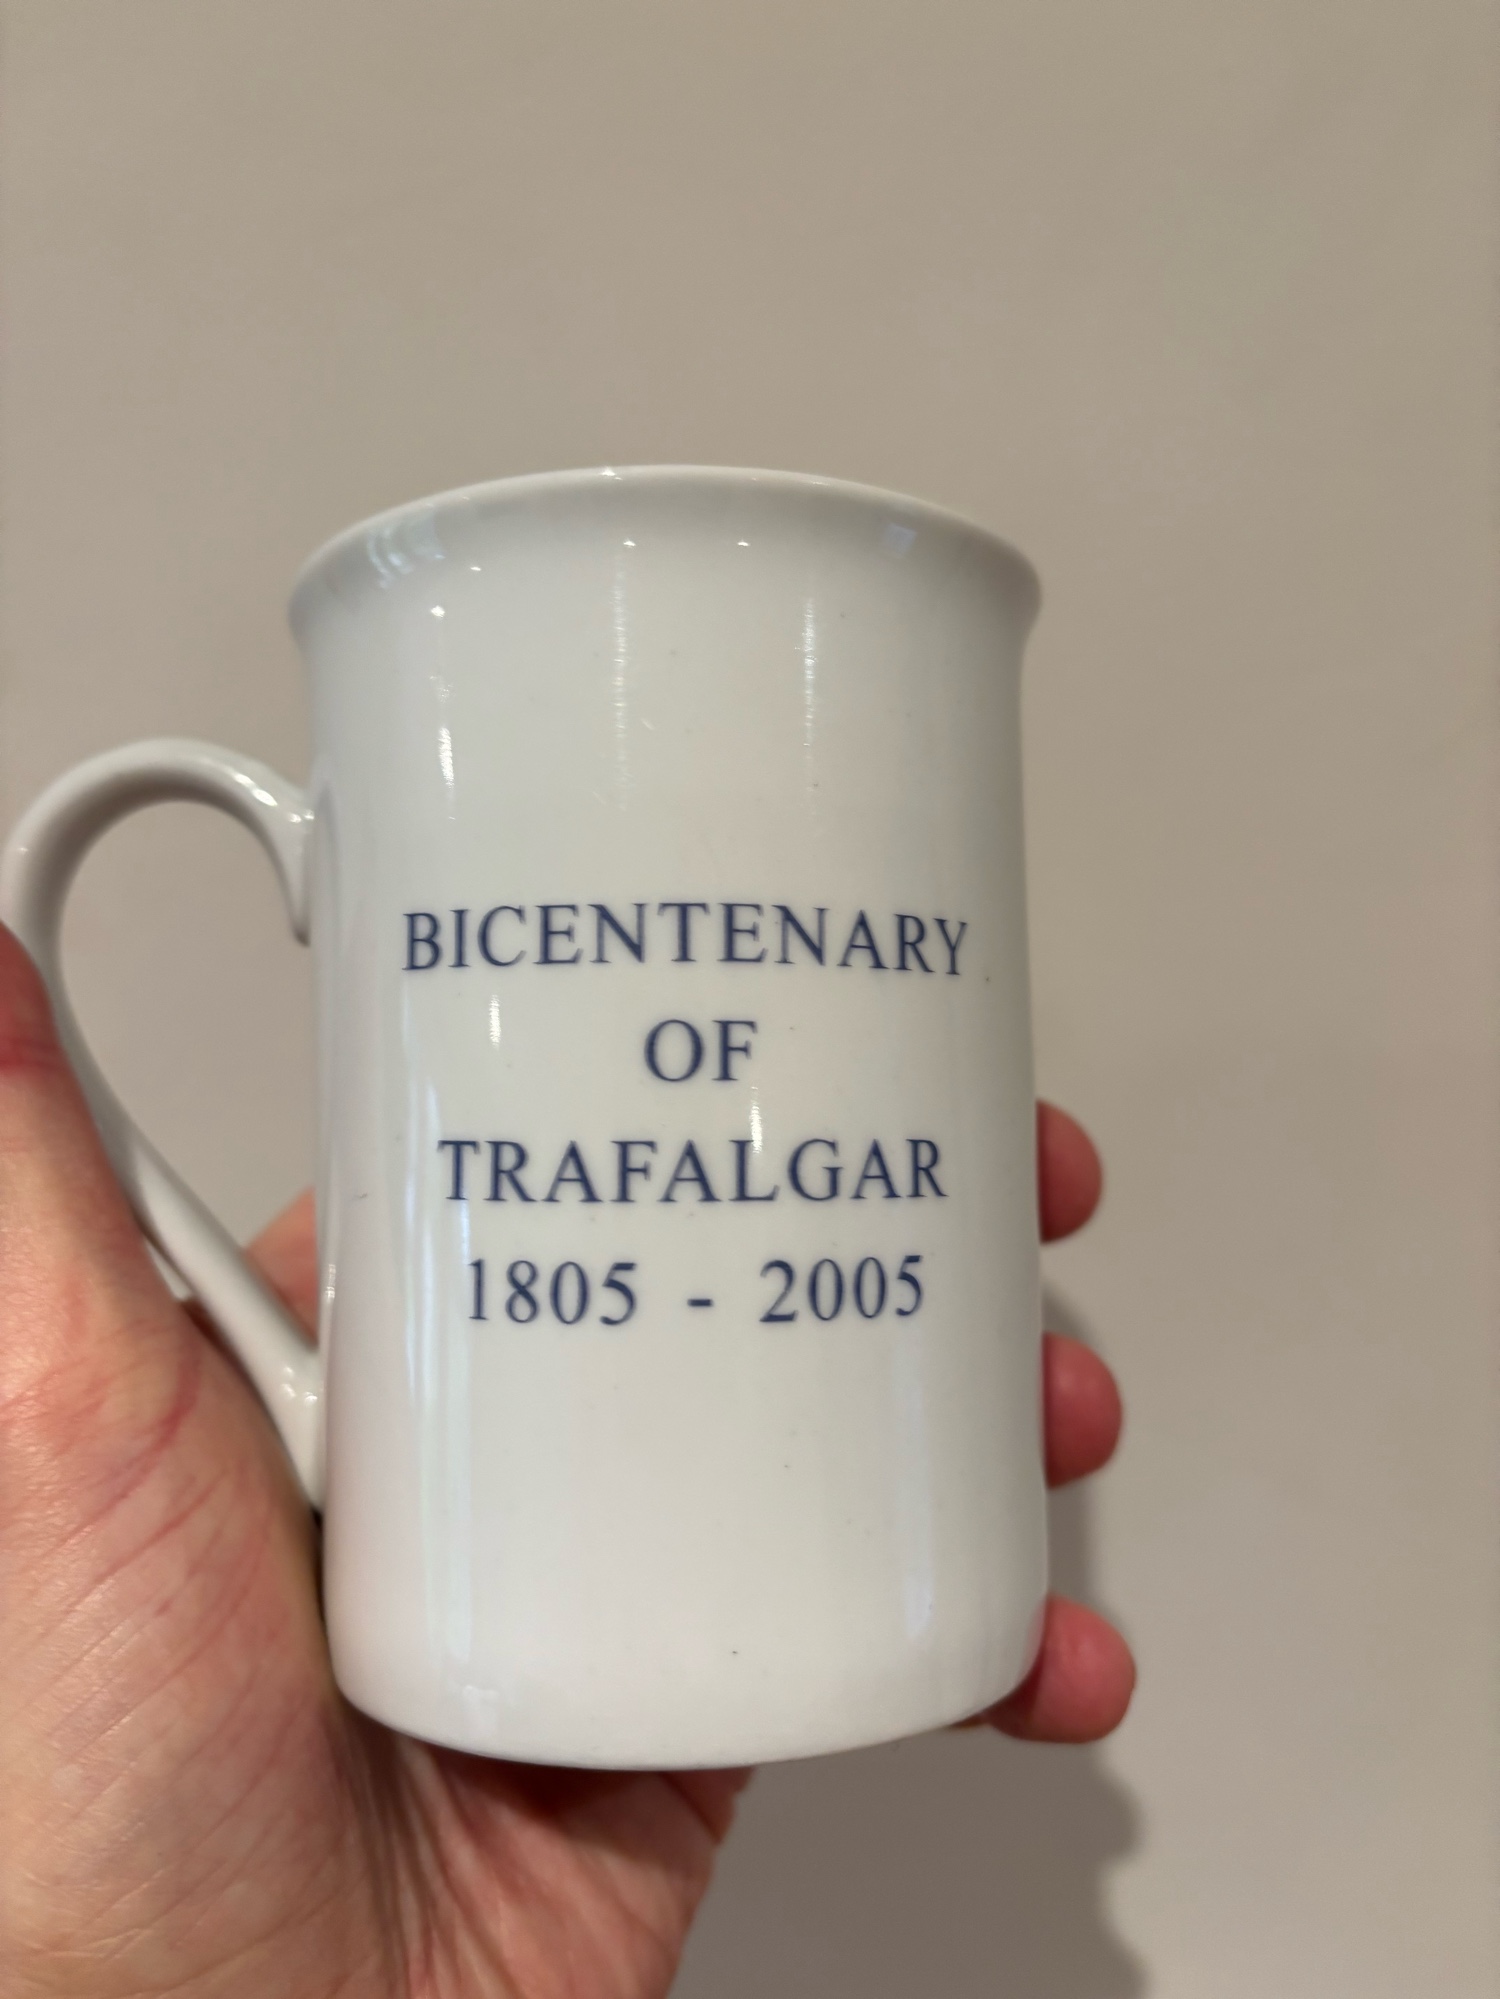 BICENTENARY
OF
TRAFALGAR
1805 - 2005